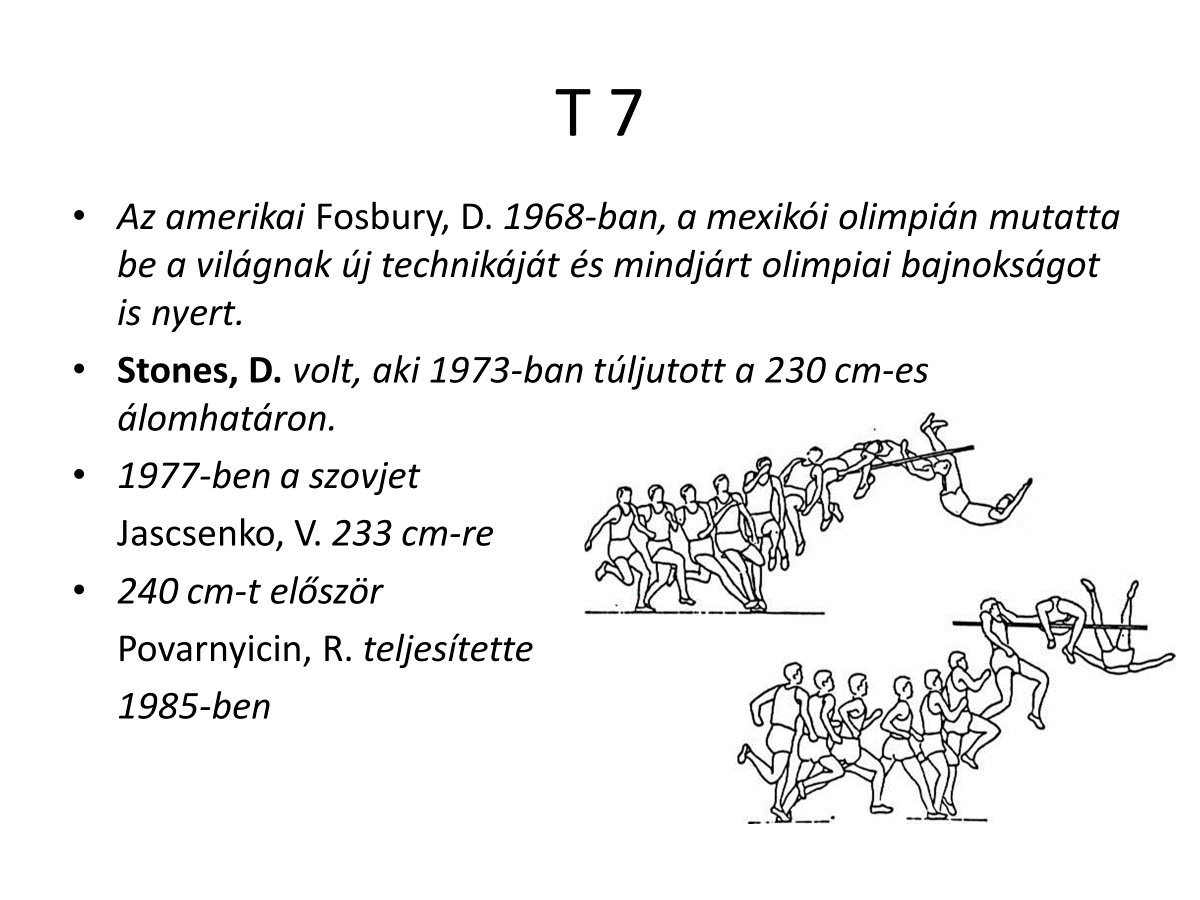 T 7
• Az amerikai Fosbury, D. 1968-ban, a mexikói olimpián mutatta
be a világnak új technikáját és mindjárt olimpiai bajnokságot
is nyert.
• Stones, D. volt, aki 1973-ban túljutott a 230 cm-es
álomhatáron.
• 1977-ben a szovjet
Jascsenko, V. 233 cm-re
• 240 cm-t először
Povarnyicin, R. teljesítette
1985-ben